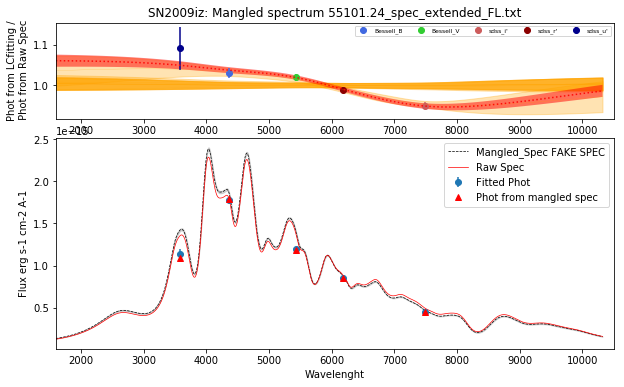 SN2009iz: Mangled spectrum 55101.24_spec_extended_FL.txt
Phot from LCfitting /
Phot from Raw Spec
1.1
1.0
Bessell_B
Bessell_V
sdss_i'
sdss_r'
sdss_u'
2000 3000 4000 5000 6000 7000 8000 9000 10000
Flux erg s-1 cm-2 A-1
2.5
2.0
1.5
1.0
0.5
Mangled_Spec FAKE SPEC
Raw Spec
Fitted Phot
Phot from mangled spec
2000 3000 4000 5000 6000 7000 8000 9000 10000
Wavelenght